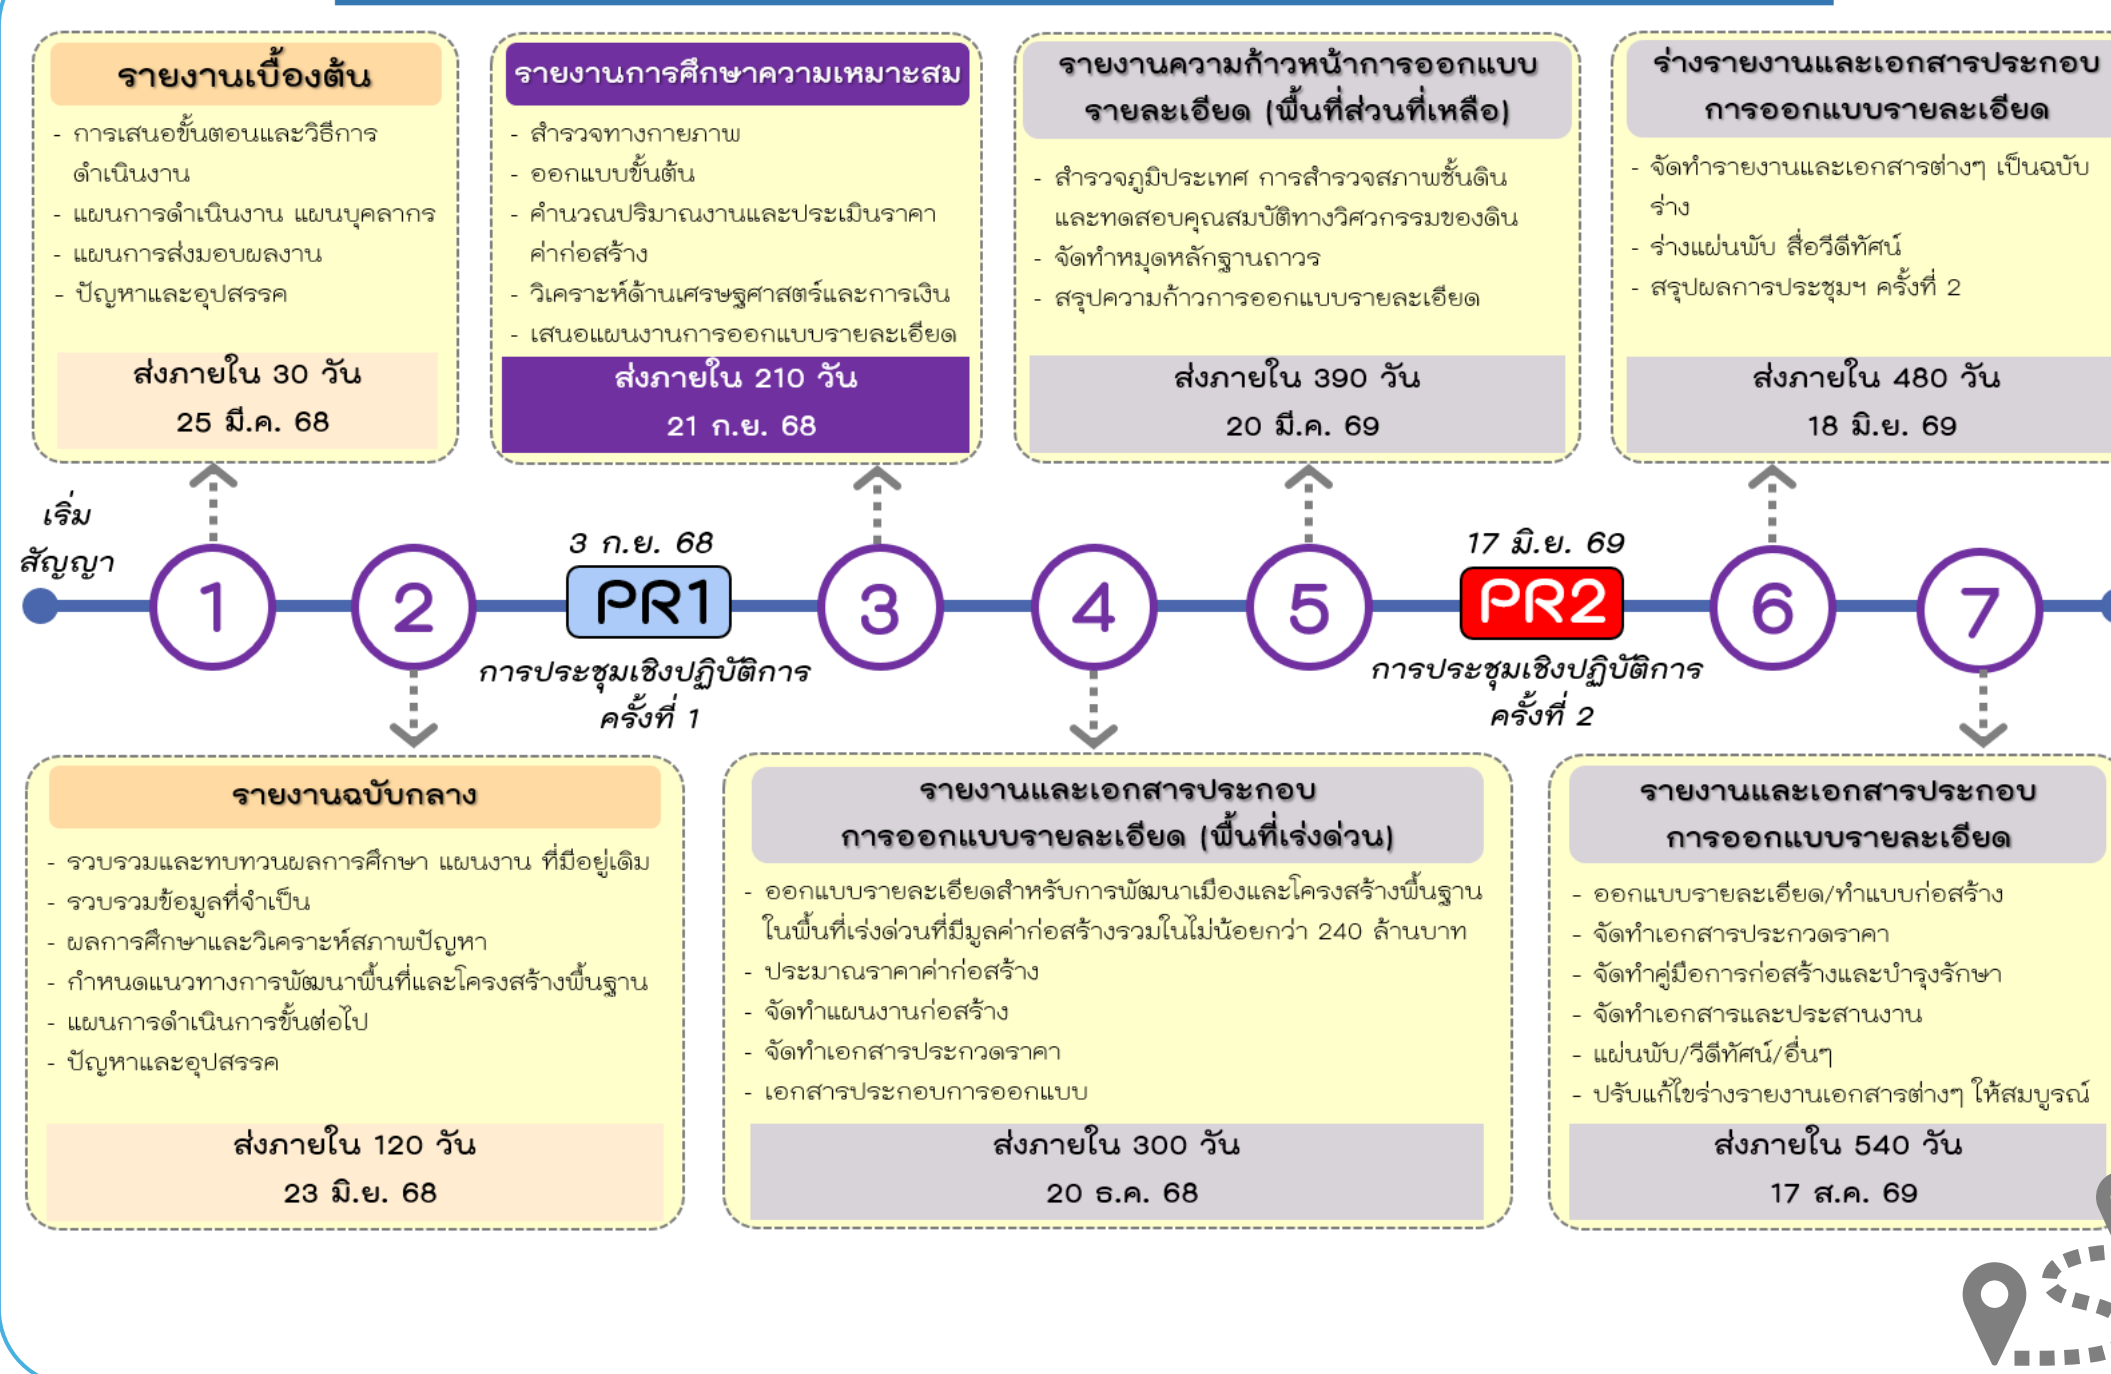 รายงานเบื้องต้น
- การเสนอขั้นตอนและวิธีการ
ดำเนินงาน
- แผนการดำเนินงาน แผนบุคลากร
- แผนการส่งมอบผลงาน
- ปัญหาและอุปสรรค
ส่งภายใน 30 วัน
25 มี.ค. 68
รายงานการศึกษาความเหมาะสม
- สำรวจทางกายภาพ
- ออกแบบขั้นต้น
- คำนวณปริมาณงานและประเมินราคา
ค่าก่อสร้าง
- วิเคราะห์ด้านเศรษฐศาสตร์และการเงิน
- เสนอแผนงานการออกแบบรายละเอียด
ส่งภายใน 210 วัน
21 ก.ย. 68
รายงานความก้าวหน้าการออกแบบ
รายละเอียด (พื้นที่ส่วนที่เหลือ)
- สำรวจภูมิประเทศ การสำรวจสภาพชั้นดิน
และทดสอบคุณสมบัติทางวิศวกรรมของดิน
- จัดทำหมุดหลักฐานถาวร
- สรุปความก้าวการออกแบบรายละเอียด
ส่งภายใน 390 วัน
20 มี.ค. 69
ร่างรายงานและเอกสารประกอบ
การออกแบบรายละเอียด
- จัดทำรายงานและเอกสารต่างๆ เป็นฉบับ
ร่าง
- ร่างแผ่นพับ สื่อวีดีทัศน์
- สรุปผลการประชุมฯ ครั้งที่ 2
ส่งภายใน 480 วัน
18 มิ.ย. 69
เริ่ม
สัญญา
1
2
3 ก.ย. 68
PR1
การประชุมเชิงปฏิบัติการ
ครั้งที่ 1
3
4
5
17 มิ.ย. 69
PR2
การประชุมเชิงปฏิบัติการ
ครั้งที่ 2
6
7
รายงานฉบับกลาง
- รวบรวมและทบทวนผลการศึกษา แผนงาน ที่มีอยู่เดิม
- รวบรวมข้อมูลที่จำเป็น
- ผลการศึกษาและวิเคราะห์สภาพปัญหา
- กำหนดแนวทางการพัฒนาพื้นที่และโครงสร้างพื้นฐาน
- แผนการดำเนินการขั้นต่อไป
- ปัญหาและอุปสรรค
ส่งภายใน 120 วัน
23 มิ.ย. 68
รายงานและเอกสารประกอบ
การออกแบบรายละเอียด (พื้นที่เร่งด่วน)
- ออกแบบรายละเอียดสำหรับการพัฒนาเมืองและโครงสร้างพื้นฐาน
ในพื้นที่เร่งด่วนที่มีมูลค่าก่อสร้างรวมในไม่น้อยกว่า 240 ล้านบาท
- ประมาณราคาค่าก่อสร้าง
- จัดทำแผนงานก่อสร้าง
- จัดทำเอกสารประกวดราคา
- เอกสารประกอบการออกแบบ
ส่งภายใน 300 วัน
20 ธ.ค. 68
รายงานและเอกสารประกอบ
การออกแบบรายละเอียด
- ออกแบบรายละเอียด/ทำแบบก่อสร้าง
- จัดทำเอกสารประกวดราคา
- จัดทำคู่มือการก่อสร้างและบำรุงรักษา
- จัดทำเอกสารและประสานงาน
- แผ่นพับ/วีดีทัศน์/อื่นๆ
- ปรับแก้ไขร่างรายงานเอกสารต่างๆ ให้สมบูรณ์
ส่งภายใน 540 วัน
17 ส.ค. 69